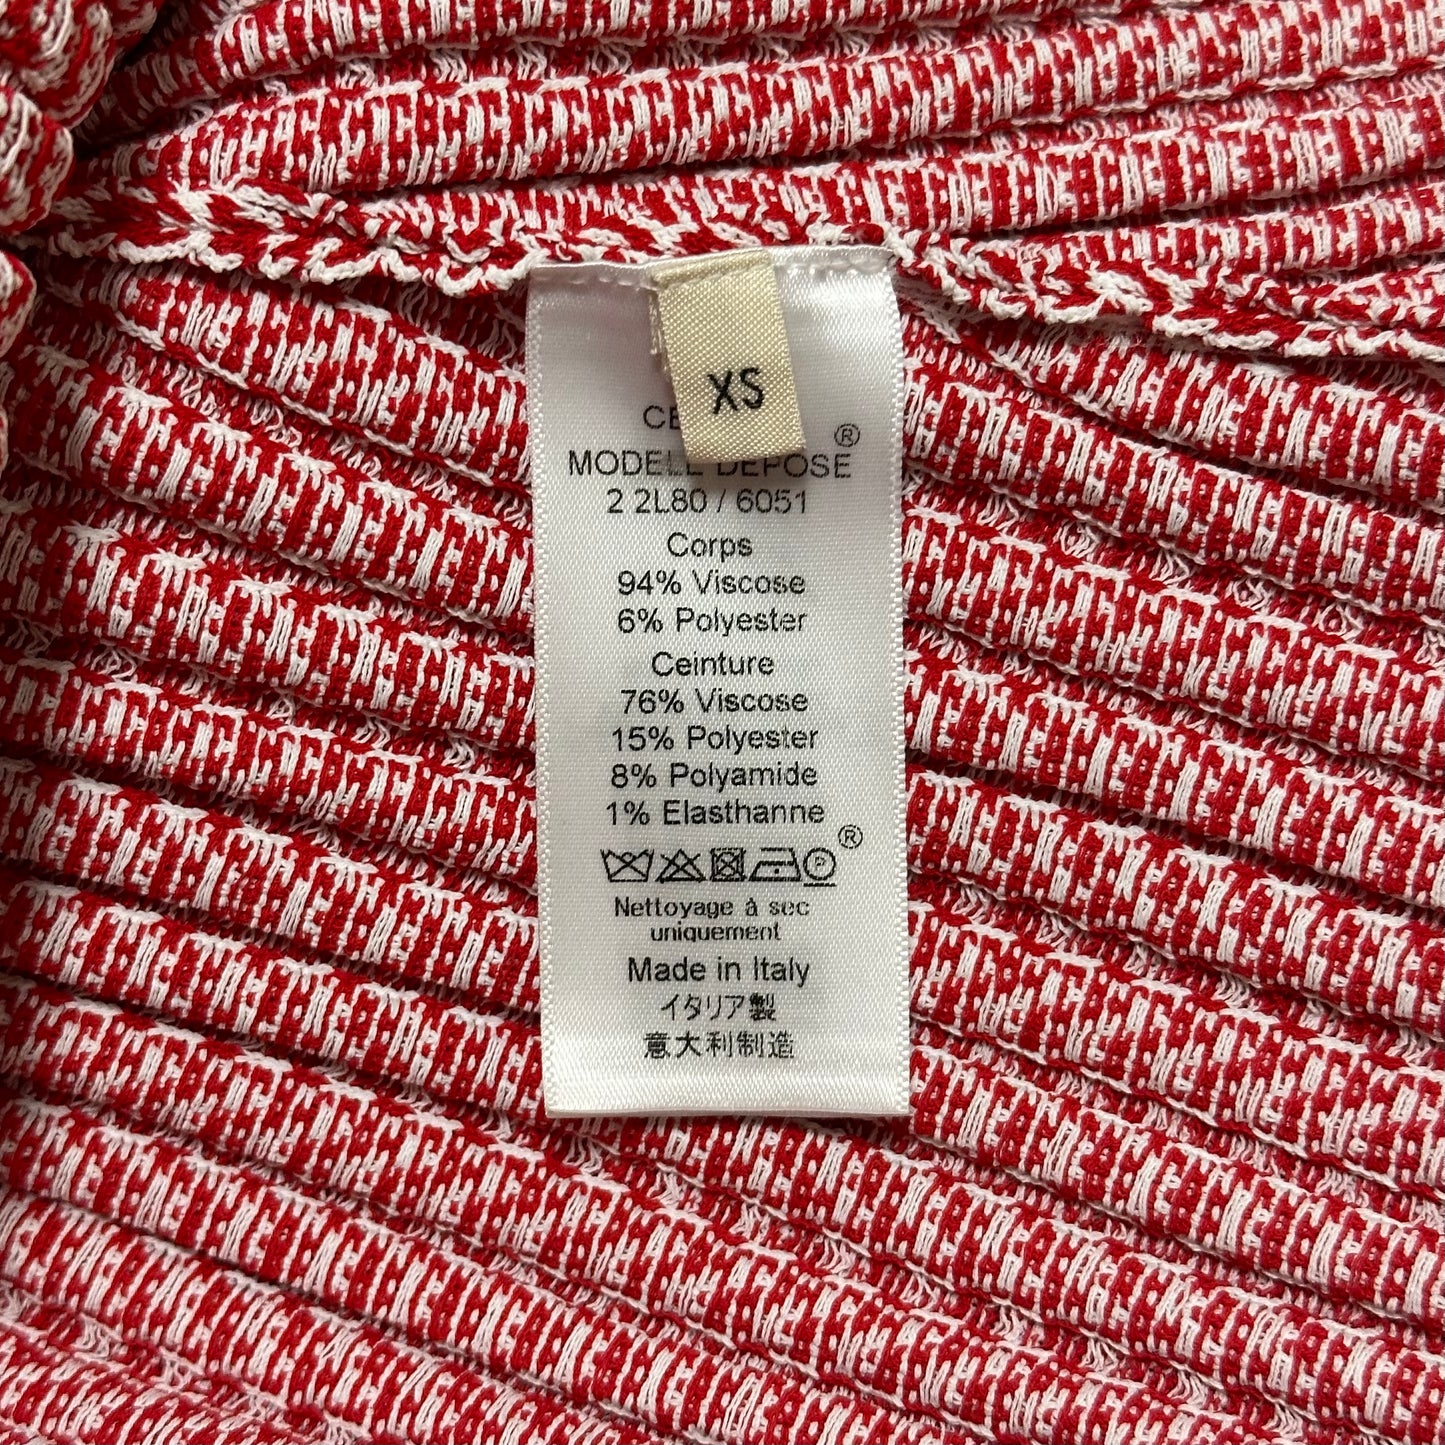 XS
®
MODELE DEPOSE
2 2L80 / 6051
Corps
94% Viscose
6% Polyester
Ceinture
76% Viscose
15% Polyester
8% Polyamide
1% Elasthanne
P ®
Nettoyage à sec
uniquement
Made in Italy
イタリア製
意大利制造